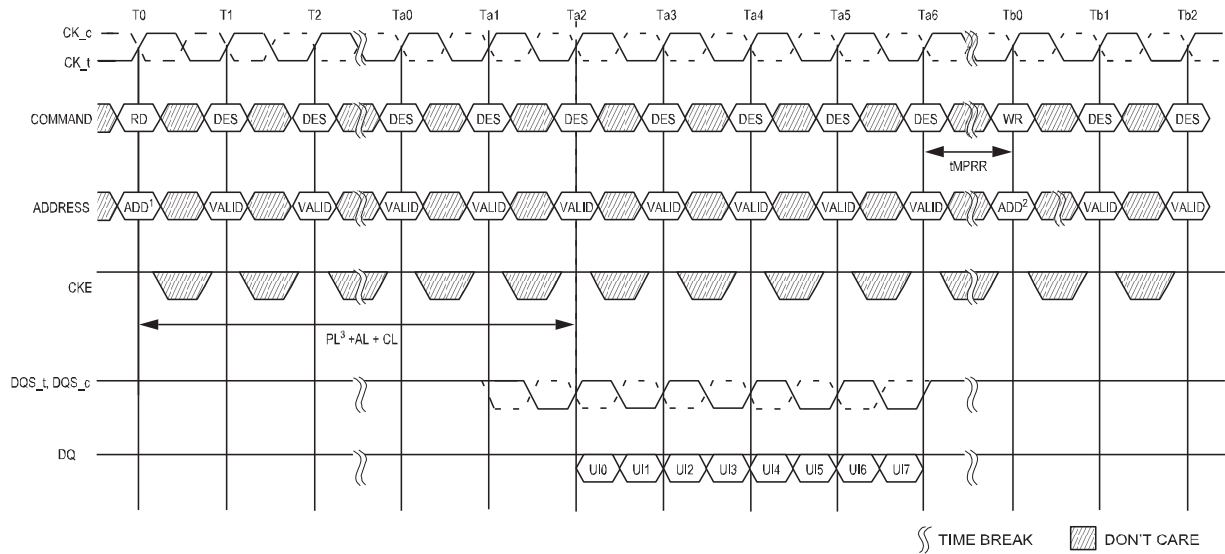 T0 T1 T2 Ta0 Ta1 Ta2 Ta3 Ta4 Ta5 Ta6 Tb0 Tb1 Tb2
CK_c
CK_t
COMMAND RD DES DES DES DES DES DES DES DES DES WR DES DES
tMPRR
ADDRESS ADD¹ VALID VALID VALID VALID VALID VALID VALID VALID VALID ADD² VALID VALID
CKE
PL³ +AL + CL
DQS_t, DQS_c
DQ
UI0 UI1 UI2 UI3 UI4 UI5 UI6 UI7
TIME BREAK DON'T CARE